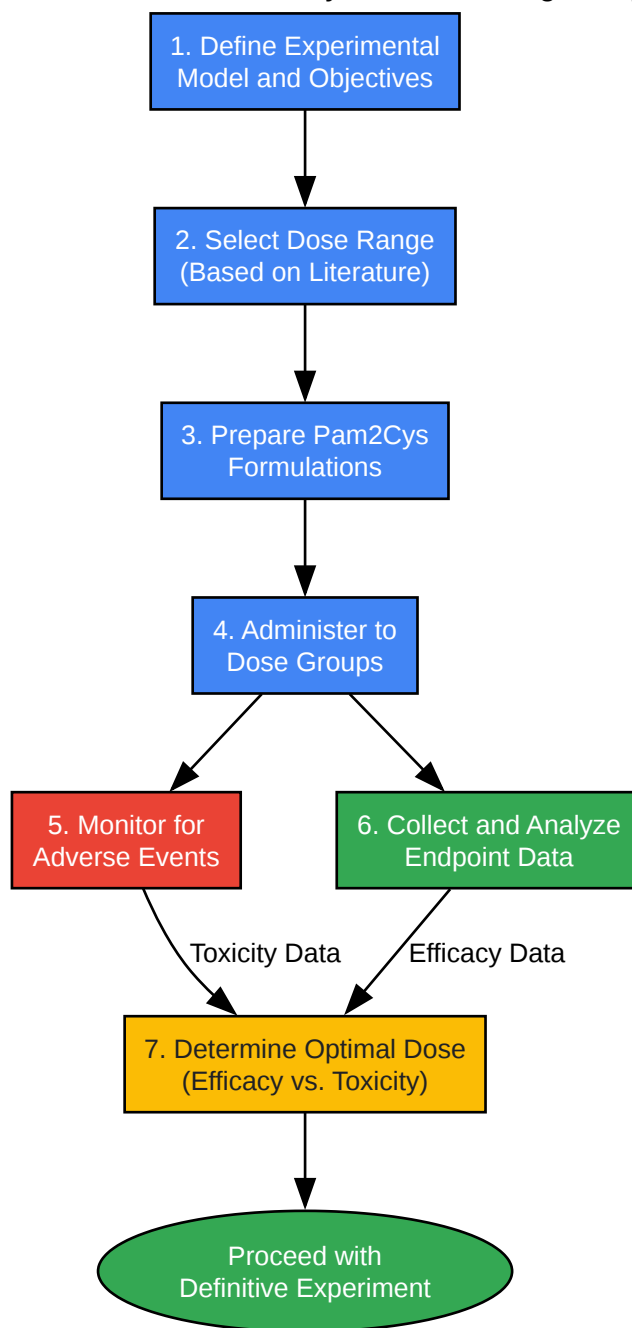 1. Define Experimental
Model and Objectives
2. Select Dose Range
(Based on Literature)
3. Prepare Pam2Cys
Formulations
4. Administer to
Dose Groups
5. Monitor for
Adverse Events
6. Collect and Analyze
Endpoint Data
Toxicity Data
Efficacy Data
7. Determine Optimal Dose
(Efficacy vs. Toxicity)
Proceed with
Definitive Experiment